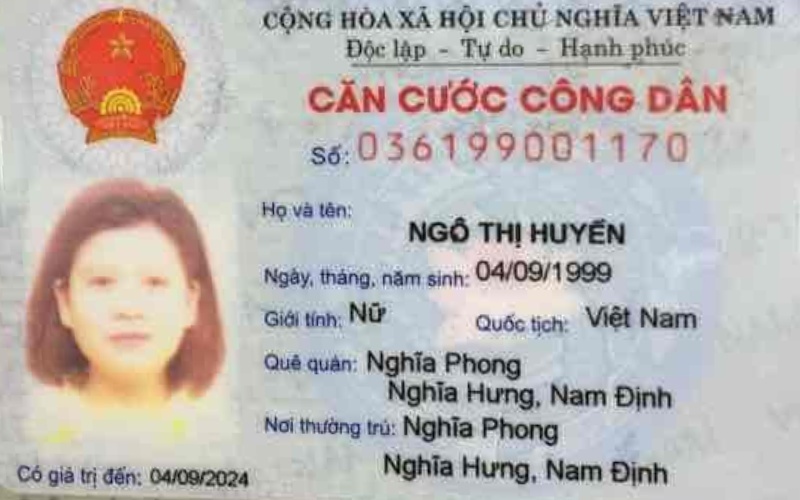 CỘNG HÒA XÃ HỘI CHỦ NGHĨA VIỆT NAM
Độc lập - Tự do - Hạnh phúc
CĂN CƯỚC CÔNG DÂN
Số: 036199001170
Họ và tên:
NGÔ THỊ HUYẾN
Ngày, tháng, năm sinh: 04/09/1999
Giới tính: Nữ Quốc tịch: Việt Nam
Quê quán: Nghĩa Phong
Nghĩa Hưng, Nam Định
Nơi thường trú: Nghĩa Phong
Nghĩa Hưng, Nam Định
Có giá trị đến: 04/09/2024